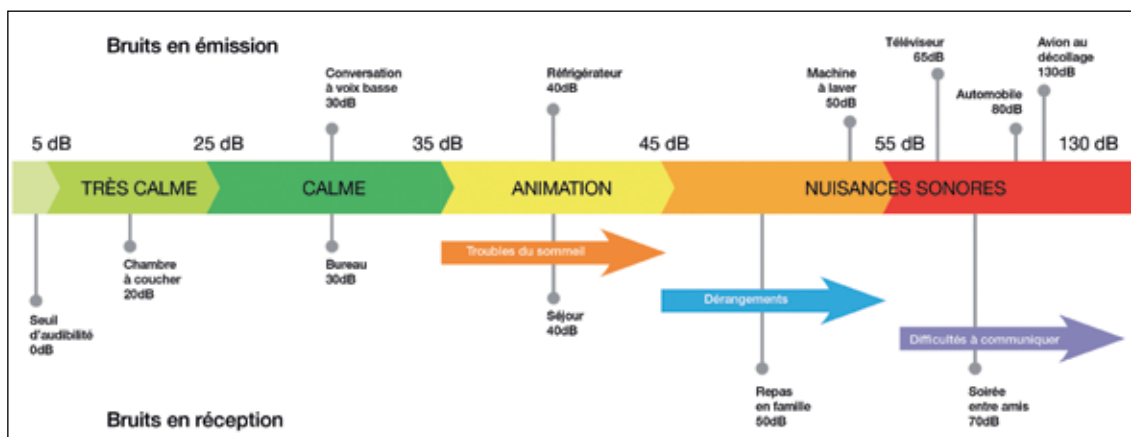 Bruits en émission
Conversation
à voix basse
30dB
Réfrigérateur
40dB
Machine
à laver
50dB
Téléviseur
65dB
Automobile
80dB
Avion au
décollage
130dB
5 dB
25 dB
35 dB
45 dB
55 dB
130 dB
TRÈS CALME
CALME
ANIMATION
NUISANCES SONORES
Troubles du sommeil
Dérangements
Difficultés à communiquer
Seuil
d'audibilité
0dB
Chambre
à coucher
20dB
Bureau
30dB
Séjour
40dB
Repas
en famille
50dB
Soirée
entre amis
70dB
Bruits en réception